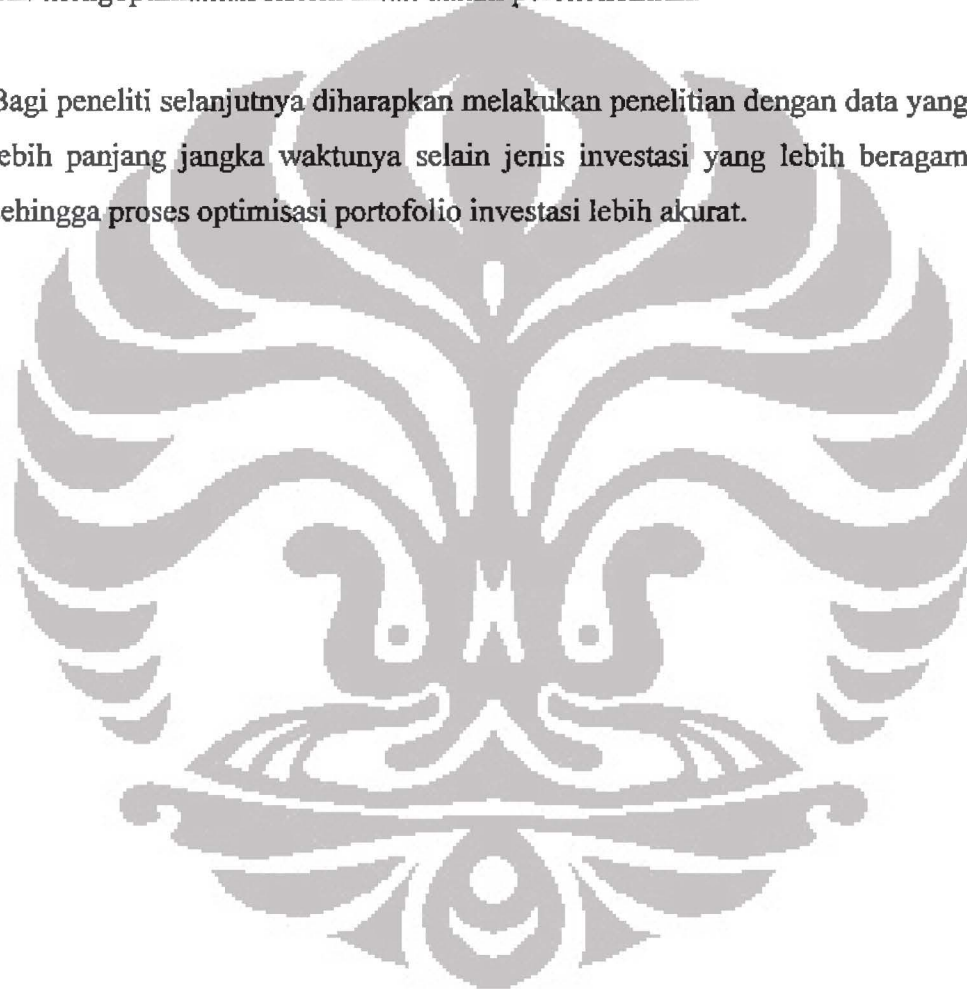 Bagi peneliti selanjutnya diharapkan melakukan penelitian dengan data yang
lebih panjang jangka waktunya selain jenis investasi yang lebih beragam
sehingga proses optimisasi portofolio investasi lebih akurat.